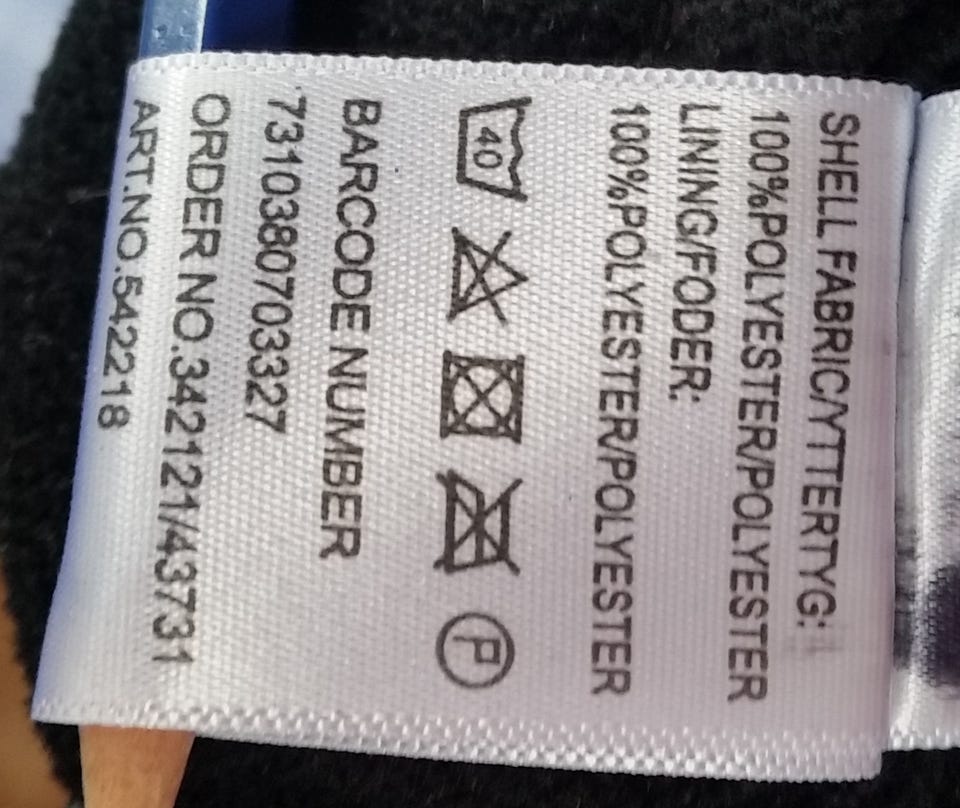 SHELL FABRIC/YTTERTYG:
100%POLYESTER/POLYESTER
LINING/FODER:
100%POLYESTER/POLYESTER
40 P
BARCODE NUMBER
7310380703327
ORDER NO.342121/43731
ART.NO.542218